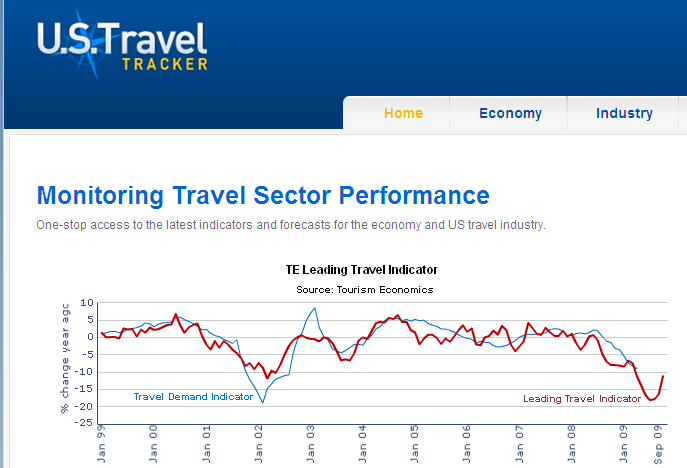 U.S.Travel
TRACKER
Home Economy Industry
Monitoring Travel Sector Performance
One-stop access to the latest indicators and forecasts for the economy and US travel industry.
TE Leading Travel Indicator
Source: Tourism Economics
% change year ago
10
5
0
-5
-10
-15
-20
-25
Travel Demand Indicator
Leading Travel Indicator
Jan 99 Jan 00 Jan 01 Jan 02 Jan 03 Jan 04 Jan 05 Jan 06 Jan 07 Jan 08 Jan 09 Sep 09